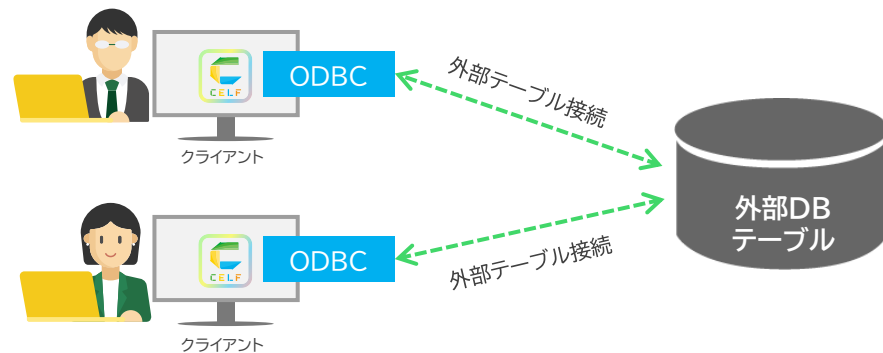 CELF
ODBC
クライアント
外部テーブル接続
外部DB
テーブル
CELF
ODBC
クライアント
外部テーブル接続